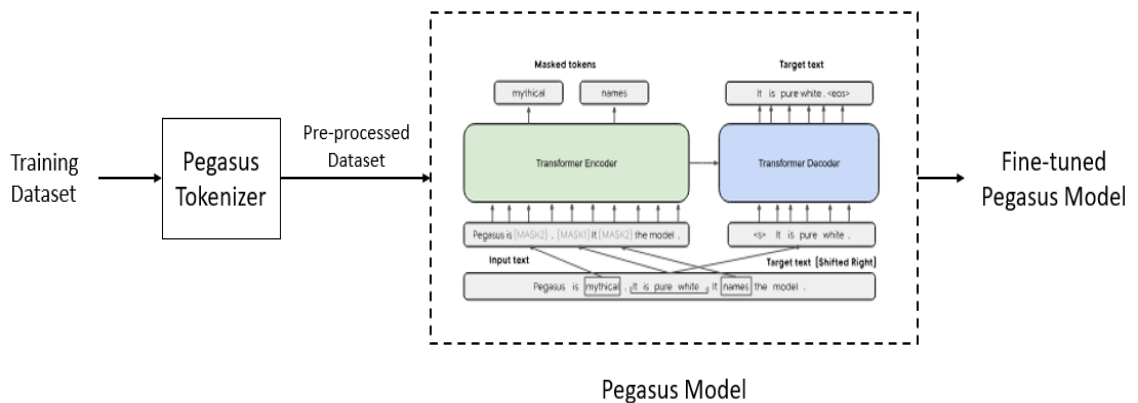 Training
Dataset
Pegasus
Tokenizer
Pre-processed
Dataset
Masked tokens
mythical
names
Target text
It is pure white . <eos>
Transformer Encoder
Transformer Decoder
Pegasus is [MASK2] . [MASK1] It [MASK2] the model .
<s> It is pure white .
Input text
Target text [Shifted Right]
Pegasus is mythical . It is pure white . It names the model .
Fine-tuned
Pegasus Model
Pegasus Model